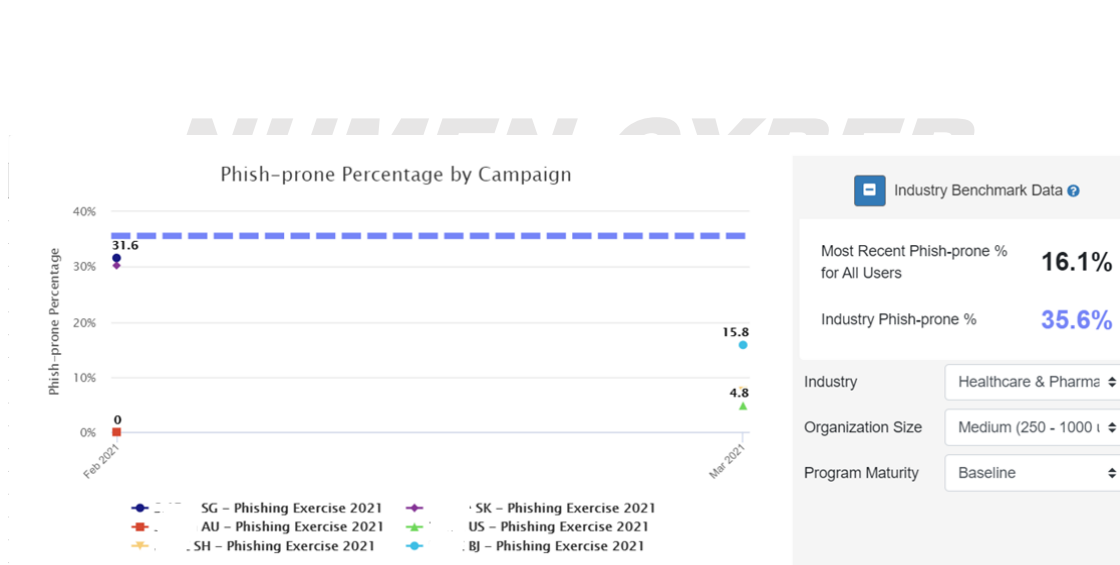 NUMEN CYBER
Phish-prone Percentage by Campaign
Phish-prone Percentage
40%
30%
20%
10%
0%
31.6
0
15.8
4.8
Feb 2021
Mar 2021
SG – Phishing Exercise 2021
SK – Phishing Exercise 2021
AU – Phishing Exercise 2021
US – Phishing Exercise 2021
SH – Phishing Exercise 2021
BJ – Phishing Exercise 2021
Industry Benchmark Data
Most Recent Phish-prone %
for All Users
16.1%
Industry Phish-prone %
35.6%
Industry
Healthcare & Pharma
Organization Size
Medium (250 - 1000
Program Maturity
Baseline